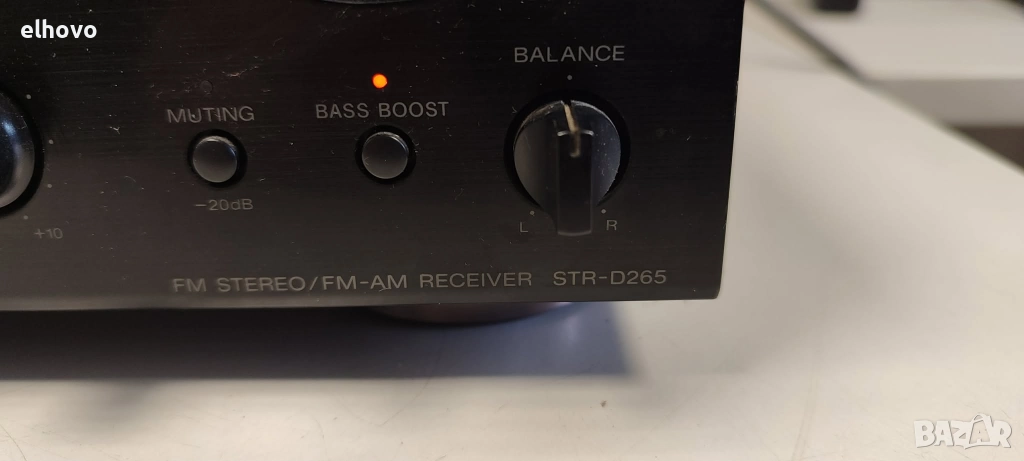 elhovo
BALANCE
MUTING
BASS BOOST
-20dB
+10
L
R
FM STEREO/FM-AM RECEIVER STR-D265
BAZAR